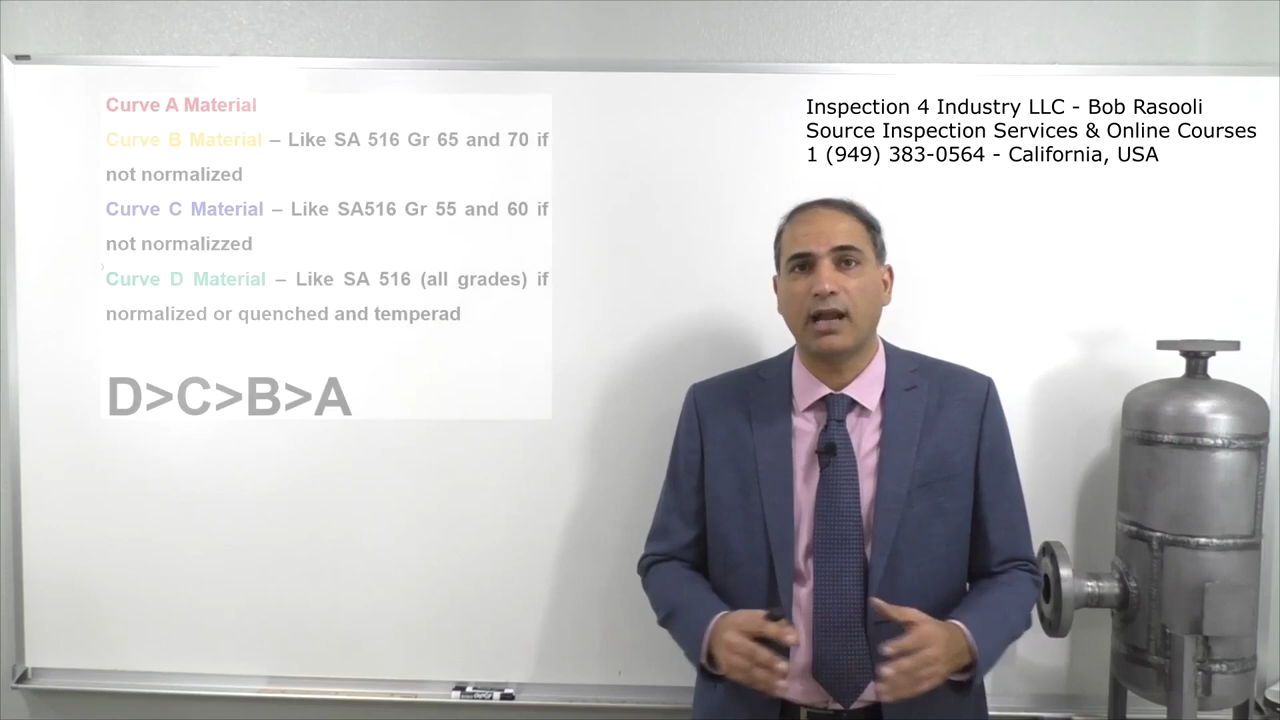 Curve A Material
Curve B Material – Like SA 516 Gr 65 and 70 if
not normalized
Curve C Material – Like SA516 Gr 55 and 60 if
not normalizzed
Curve D Material – Like SA 516 (all grades) if
normalized or quenched and temperad
D>C>B>A
Inspection 4 Industry LLC - Bob Rasooli
Source Inspection Services & Online Courses
1 (949) 383-0564 - California, USA